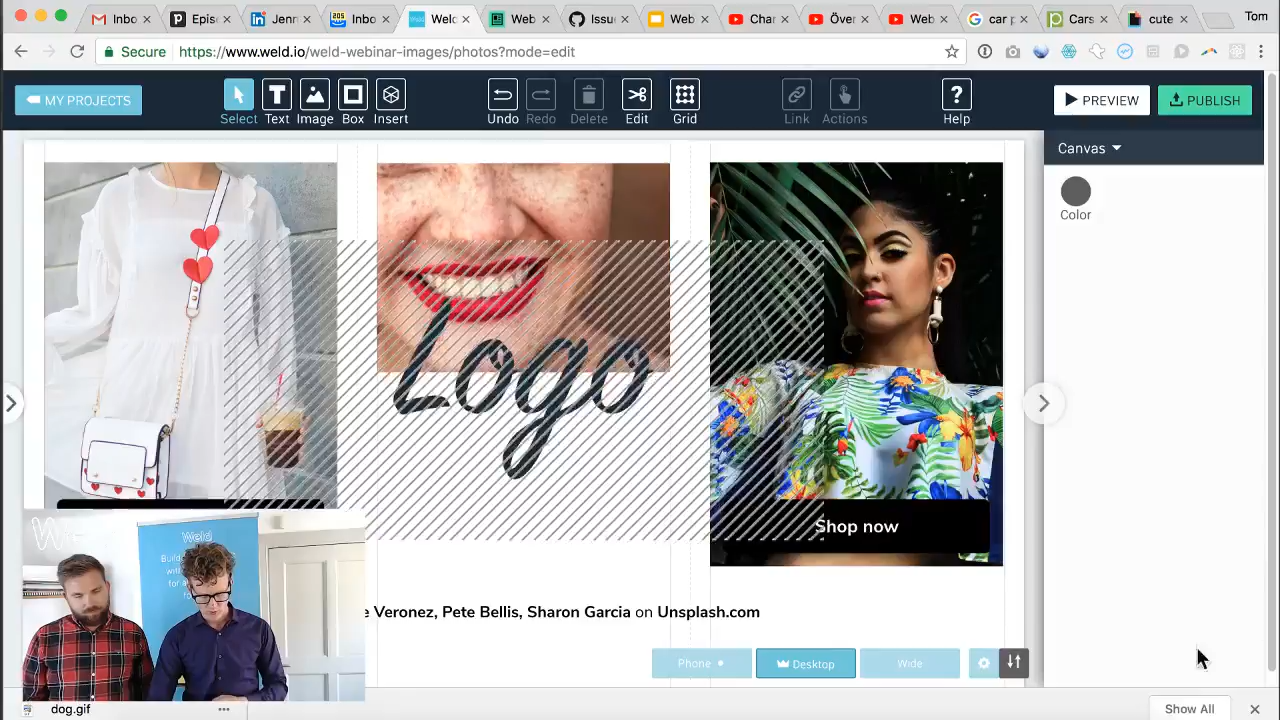 Inbo
Epis
Jenn
205
Inbo
Weld
Web
Issu
Web
Cha
Öve
Web
car p
Cars
cute
Tom
Secure
https://www.weld.io/weld-webinar-images/photos?mode=edit
MY PROJECTS
Select
Text
Image
Box
Insert
Undo
Redo
Delete
Edit
Grid
Link
Actions
? Help
PREVIEW
PUBLISH
Canvas
Color
Logo
Shop now
Weld
e Veronez, Pete Bellis, Sharon Garcia on Unsplash.com
Phone
Desktop
Wide
dog.gif
Show All